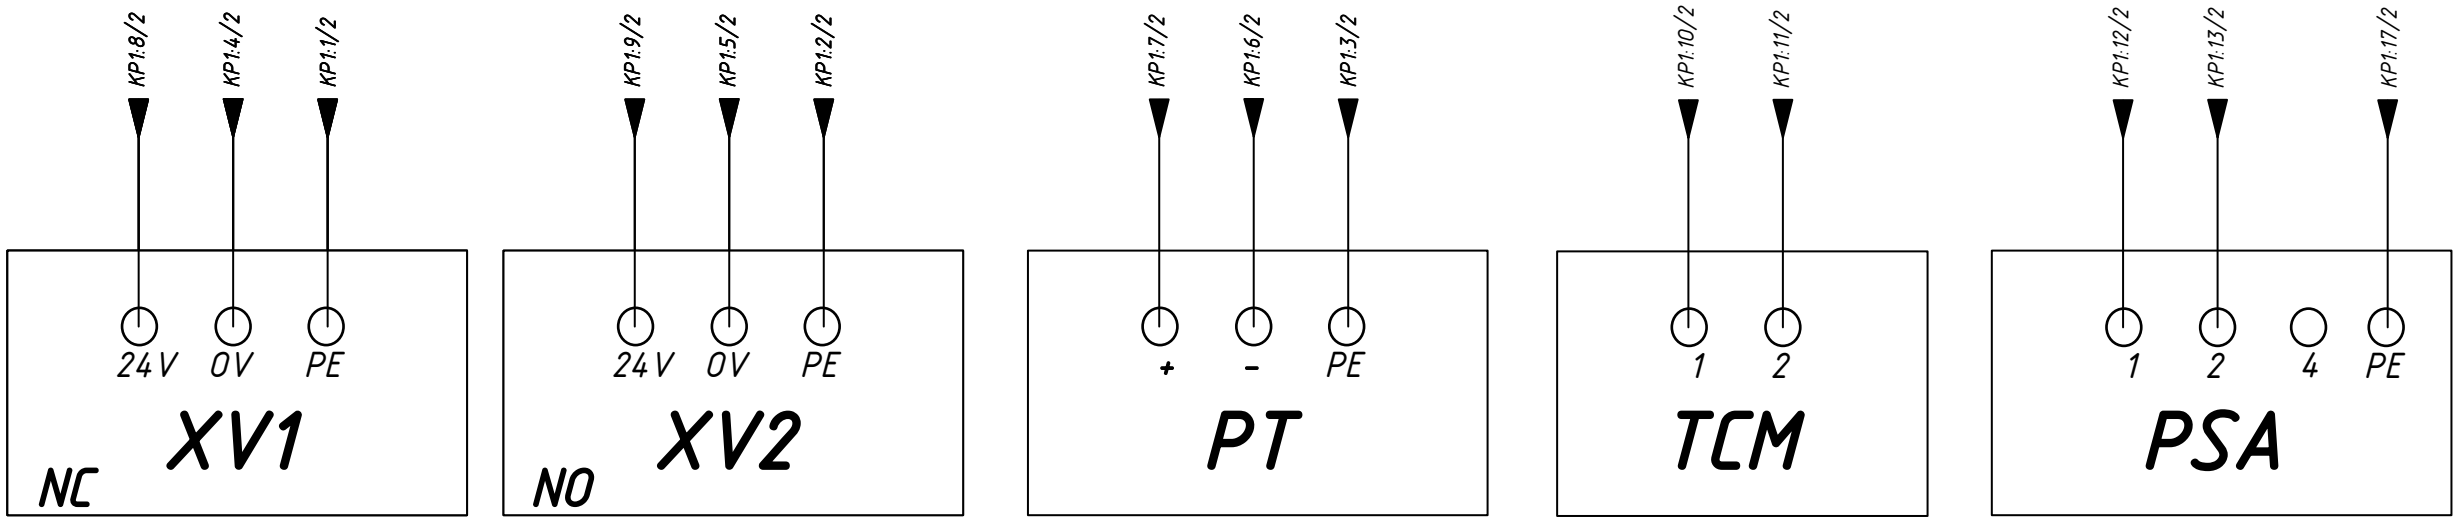 KP1:8/2 KP1:4/2 KP1:1/2 KP1:9/2 KP1:5/2 KP1:2/2 KP1:7/2 KP1:6/2 KP1:3/2 KP1:10/2 KP1:11/2 KP1:12/2 KP1:13/2 KP1:17/2
24V 0V PE 24V 0V PE + - PE 1 2 1 2 4 PE
XV1 XV2 PT TCM PSA
NC NO